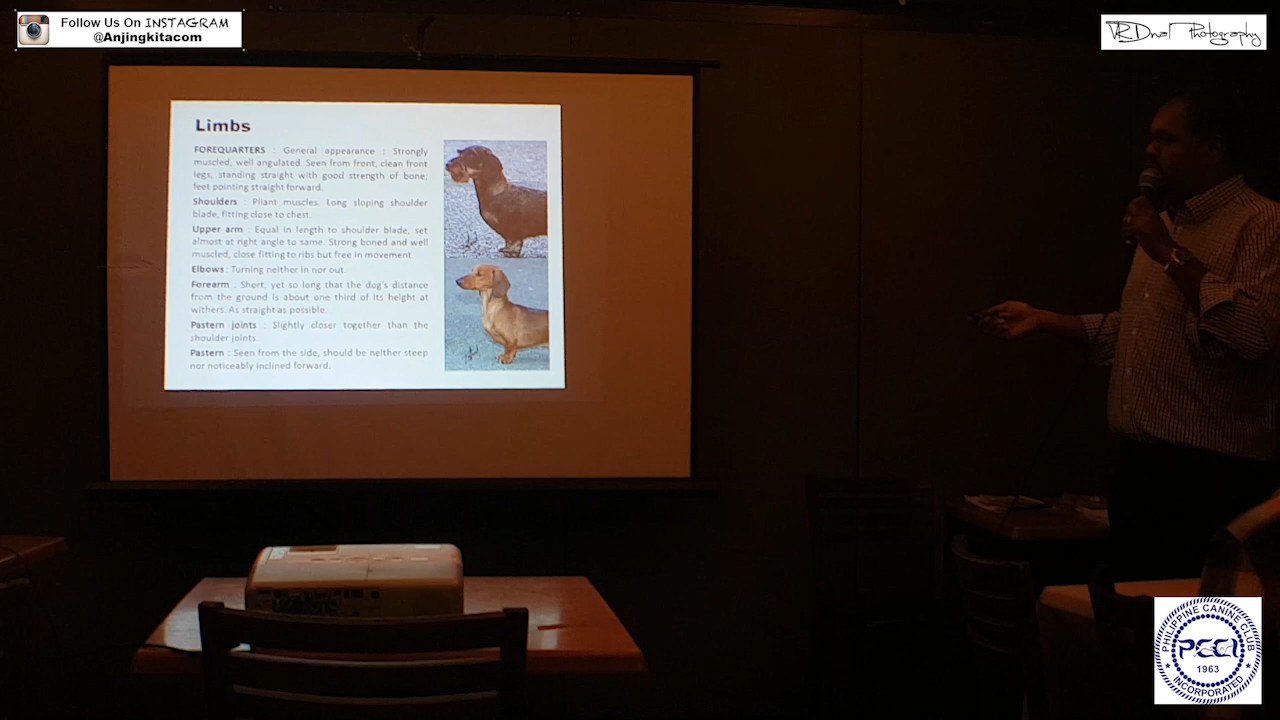 Follow Us On INSTAGRAM
@Anjingkitacom
VRDnal Photography
Limbs
FOREQUARTERS : General appearance : Strongly
muscled, well angulated. Seen from front, clean front
legs, standing straight with good strength of bone;
feet pointing straight forward.
Shoulders : Pliant muscles. Long sloping shoulder
blade, fitting close to chest.
Upper arm : Equal in length to shoulder blade, set
almost at right angle to same. Strong boned and well
muscled, close fitting to ribs but free in movement.
Elbows : Turning neither in nor out.
Forearm : Short, yet so long that the dog's distance
from the ground is about one third of its height at
withers. As straight as possible.
Pastern joints : Slightly closer together than the
shoulder joints.
Pastern : Seen from the side, should be neither steep
nor noticeably inclined forward.
PHILIPPINE CANINE CLUB
PCCI
1963
INCORPORATED